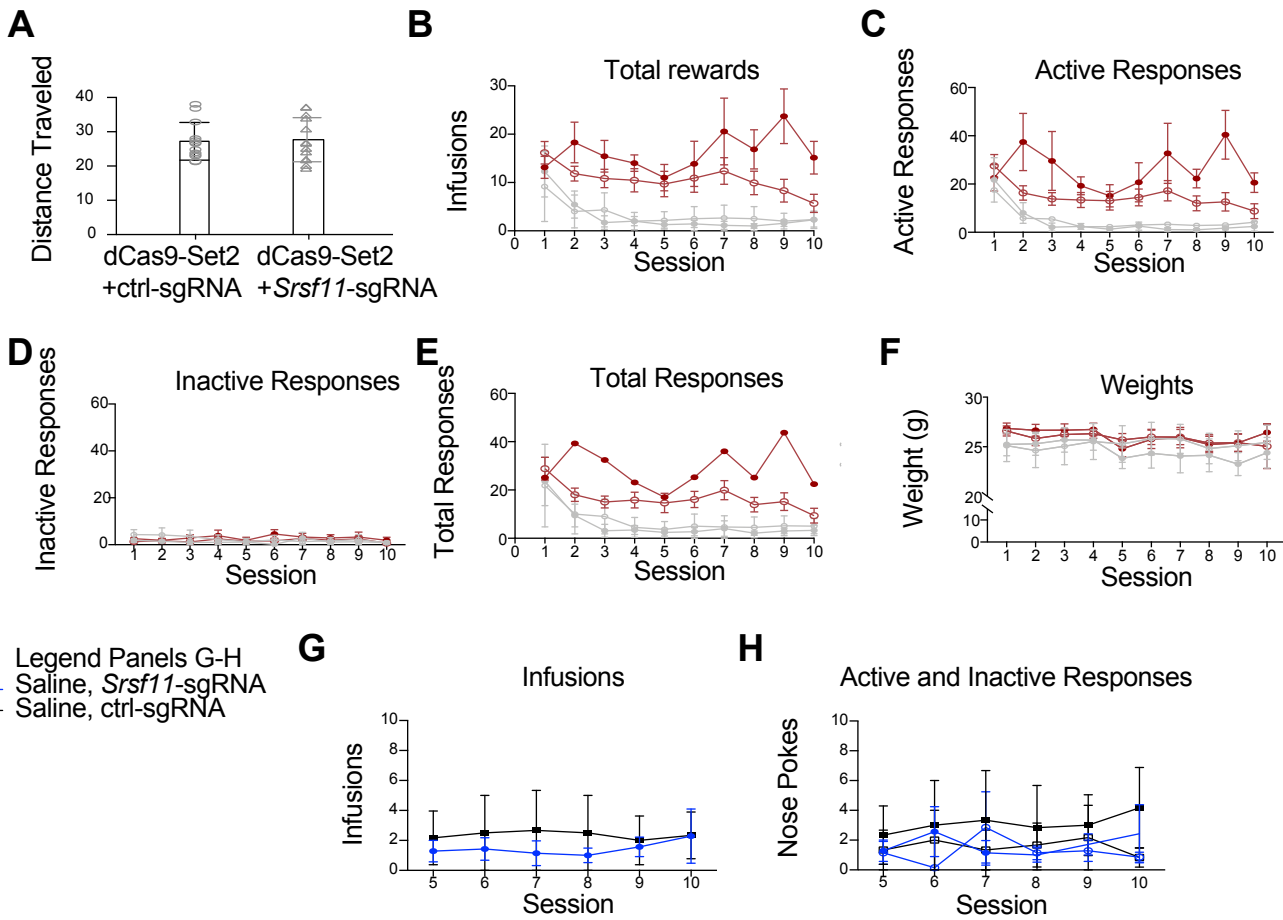 A
Distance Traveled
40
30
20
10
0
dCas9-Set2
+ctrl-sgRNA
dCas9-Set2
+Srsf11-sgRNA
B
Total rewards
Infusions
30
20
10
0
0 1 2 3 4 5 6 7 8 9 10
Session
C
Active Responses
Active Responses
60
40
20
0
1 2 3 4 5 6 7 8 9 10
Session
D
Inactive Responses
Inactive Responses
60
40
20
0
1 2 3 4 5 6 7 8 9 10
Session
E
Total Responses
Total Responses
60
40
20
0
0 1 2 3 4 5 6 7 8 9 10
Session
F
Weights
Weight (g)
30
25
20
10
0
1 2 3 4 5 6 7 8 9 10
Session
Legend Panels G-H
Saline, Srsf11-sgRNA
Saline, ctrl-sgRNA
G
Infusions
Infusions
10
8
6
4
2
0
5 6 7 8 9 10
Session
H
Active and Inactive Responses
Nose Pokes
10
8
6
4
2
0
5 6 7 8 9 10
Session